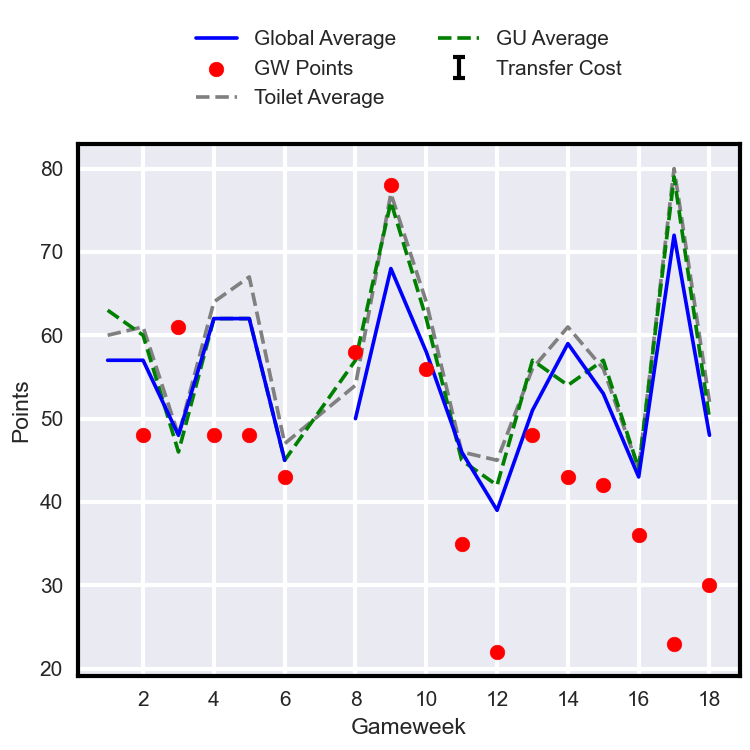 Global Average
GW Points
Toilet Average
GU Average
Transfer Cost
80
70
60
50
40
30
20
Points
2 4 6 8 10 12 14 16 18
Gameweek